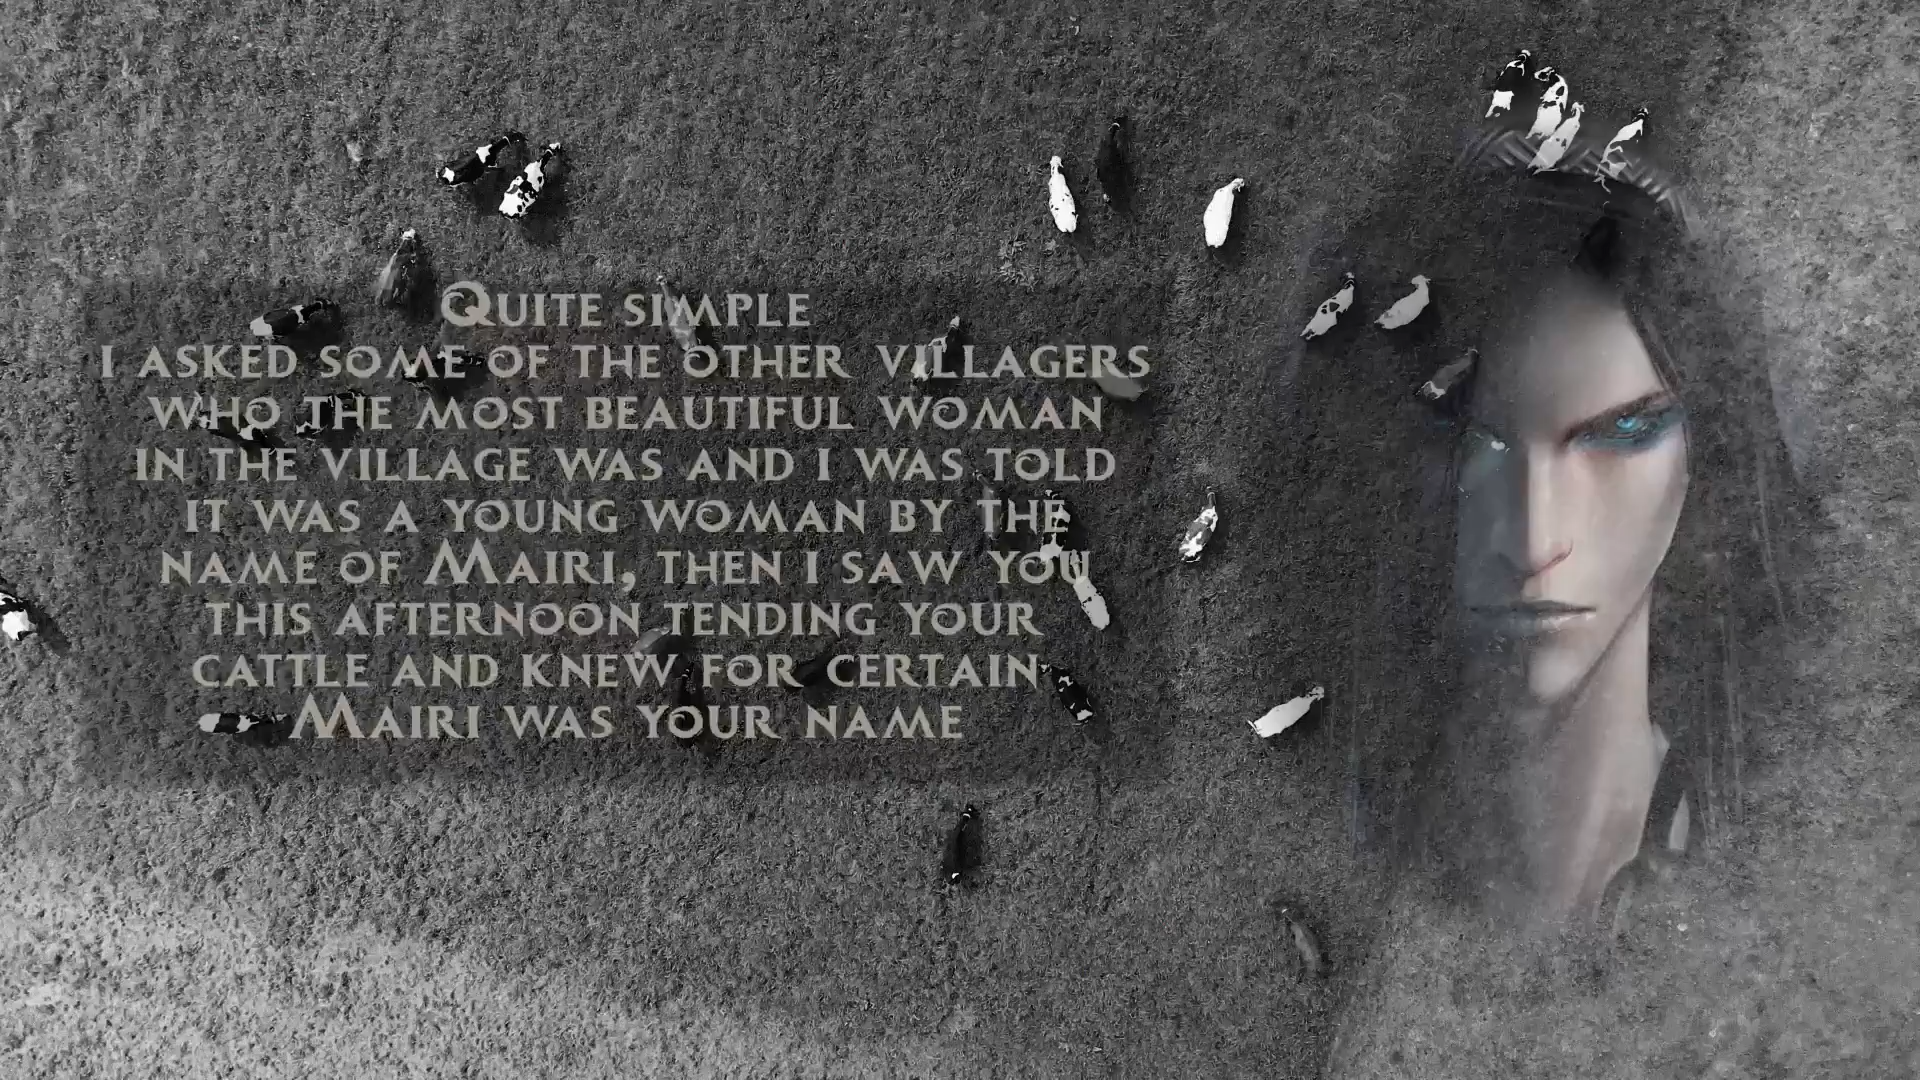 Quite simple
I asked some of the other villagers
who the most beautiful woman
in the village was and I was told
it was a young woman by the
name of Mairi, then I saw you
this afternoon tending your
cattle and knew for certain
Mairi was your name